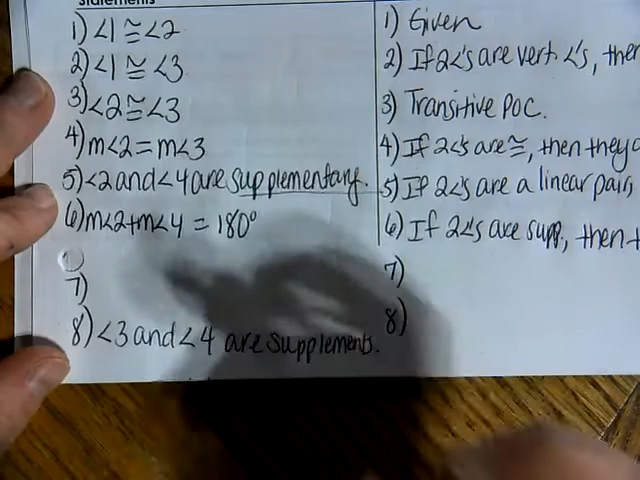 Statements
1) <1 ≅ <2
2) <1 ≅ <3
3) <2 ≅ <3
4) m<2 = m<3
5) <2 and <4 are supplementary.
6) m<2+m<4 = 180°
7)
8) <3 and <4 are supplements.
1) Given
2) If 2<'s are vert. <'s, then
3) Transitive POC.
4) If 2<'s are ≅, then they
5) If 2<'s are a linear pair,
6) If 2<'s are supp, then
7)
8)